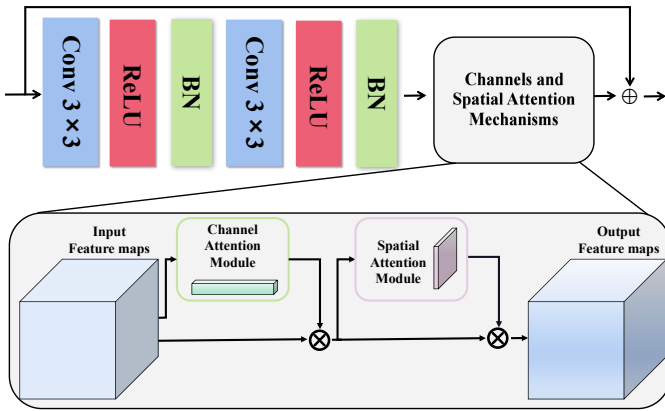 Conv 3×3
ReLU
BN
Conv 3×3
ReLU
BN
Channels and
Spatial Attention
Mechanisms
Input
Feature maps
Channel
Attention
Module
Spatial
Attention
Module
Output
Feature maps